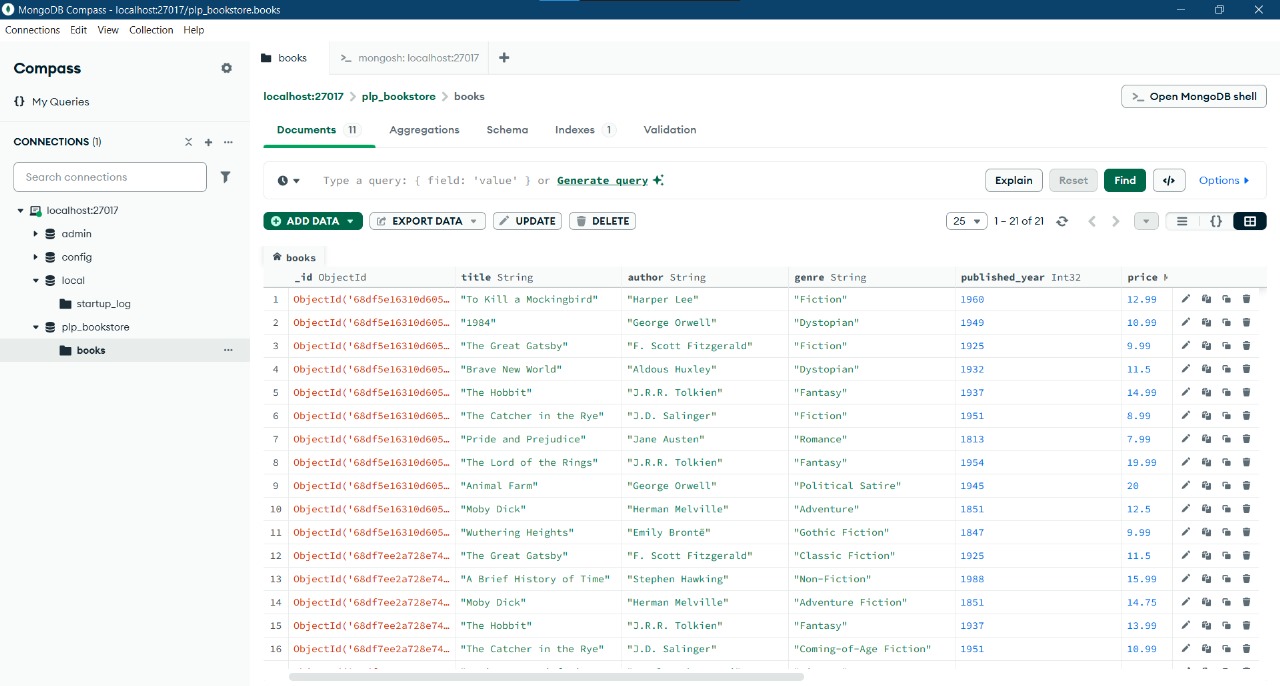 MongoDB Compass - localhost:27017/plp_bookstore.books
Connections Edit View Collection Help
Compass
My Queries
CONNECTIONS (1)
Search connections
localhost:27017
admin
config
local
startup_log
plp_bookstore
books
books
mongosh: localhost:27017
localhost:27017 > plp_bookstore > books
Open MongoDB shell
Documents 11 Aggregations Schema Indexes 1 Validation
Type a query: { field: 'value' } or Generate query
Explain Reset Find </> Options
ADD DATA EXPORT DATA UPDATE DELETE
25 1 – 21 of 21
books
_id ObjectId title String author String genre String published_year Int32 price M
1 ObjectId('68df5e16310d605… "To Kill a Mockingbird" "Harper Lee" "Fiction" 1960 12.99
2 ObjectId('68df5e16310d605… "1984" "George Orwell" "Dystopian" 1949 10.99
3 ObjectId('68df5e16310d605… "The Great Gatsby" "F. Scott Fitzgerald" "Fiction" 1925 9.99
4 ObjectId('68df5e16310d605… "Brave New World" "Aldous Huxley" "Dystopian" 1932 11.5
5 ObjectId('68df5e16310d605… "The Hobbit" "J.R.R. Tolkien" "Fantasy" 1937 14.99
6 ObjectId('68df5e16310d605… "The Catcher in the Rye" "J.D. Salinger" "Fiction" 1951 8.99
7 ObjectId('68df5e16310d605… "Pride and Prejudice" "Jane Austen" "Romance" 1813 7.99
8 ObjectId('68df5e16310d605… "The Lord of the Rings" "J.R.R. Tolkien" "Fantasy" 1954 19.99
9 ObjectId('68df5e16310d605… "Animal Farm" "George Orwell" "Political Satire" 1945 20
10 ObjectId('68df5e16310d605… "Moby Dick" "Herman Melville" "Adventure" 1851 12.5
11 ObjectId('68df5e16310d605… "Wuthering Heights" "Emily Brontë" "Gothic Fiction" 1847 9.99
12 ObjectId('68df7ee2a728e74… "The Great Gatsby" "F. Scott Fitzgerald" "Classic Fiction" 1925 11.5
13 ObjectId('68df7ee2a728e74… "A Brief History of Time" "Stephen Hawking" "Non-Fiction" 1988 15.99
14 ObjectId('68df7ee2a728e74… "Moby Dick" "Herman Melville" "Adventure Fiction" 1851 14.75
15 ObjectId('68df7ee2a728e74… "The Hobbit" "J.R.R. Tolkien" "Fantasy" 1937 13.99
16 ObjectId('68df7ee2a728e74… "The Catcher in the Rye" "J.D. Salinger" "Coming-of-Age Fiction" 1951 10.99